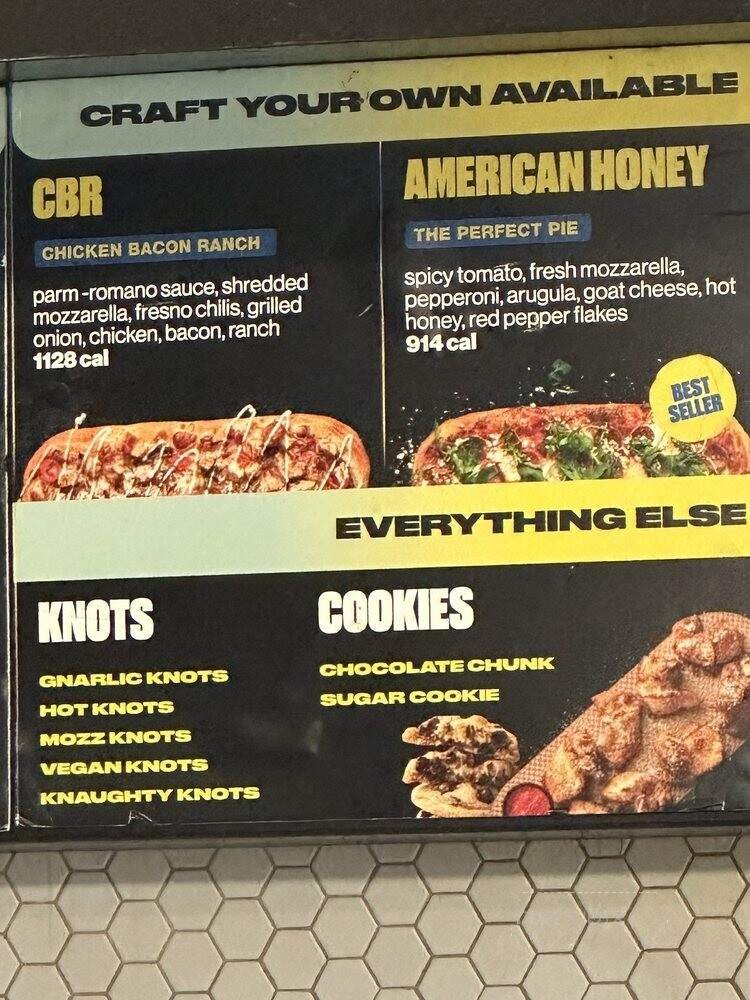 CRAFT YOUR OWN AVAILABLE
CBR
CHICKEN BACON RANCH
parm-romano sauce, shredded
mozzarella, fresno chilis, grilled
onion, chicken, bacon, ranch
1128 cal
AMERICAN HONEY
THE PERFECT PIE
spicy tomato, fresh mozzarella,
pepperoni, arugula, goat cheese, hot
honey, red pepper flakes
914 cal
BEST
SELLER
EVERYTHING ELSE
KNOTS
GNARLIC KNOTS
HOT KNOTS
MOZZ KNOTS
VEGAN KNOTS
KNAUGHTY KNOTS
COOKIES
CHOCOLATE CHUNK
SUGAR COOKIE